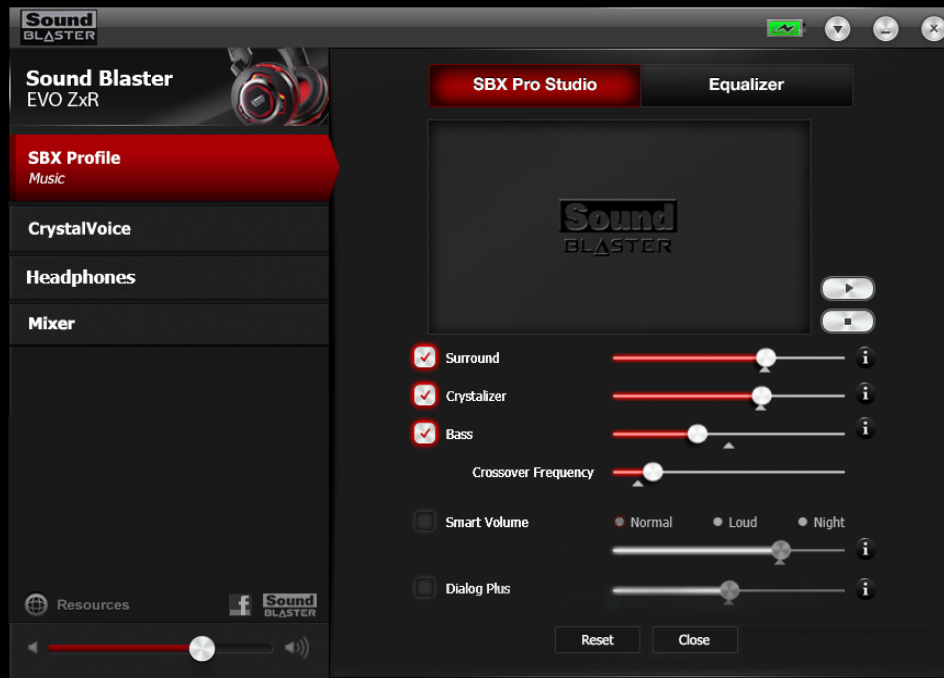 Sound
BLASTER
Sound Blaster
EVO ZxR
SBX Profile
Music
CrystalVoice
Headphones
Mixer
Resources
f
Sound
BLASTER
SBX Pro Studio
Equalizer
Sound
BLASTER
Surround
i
Crystalizer
i
Bass
i
Crossover Frequency
Smart Volume
Normal
Loud
Night
i
Dialog Plus
i
Reset
Close